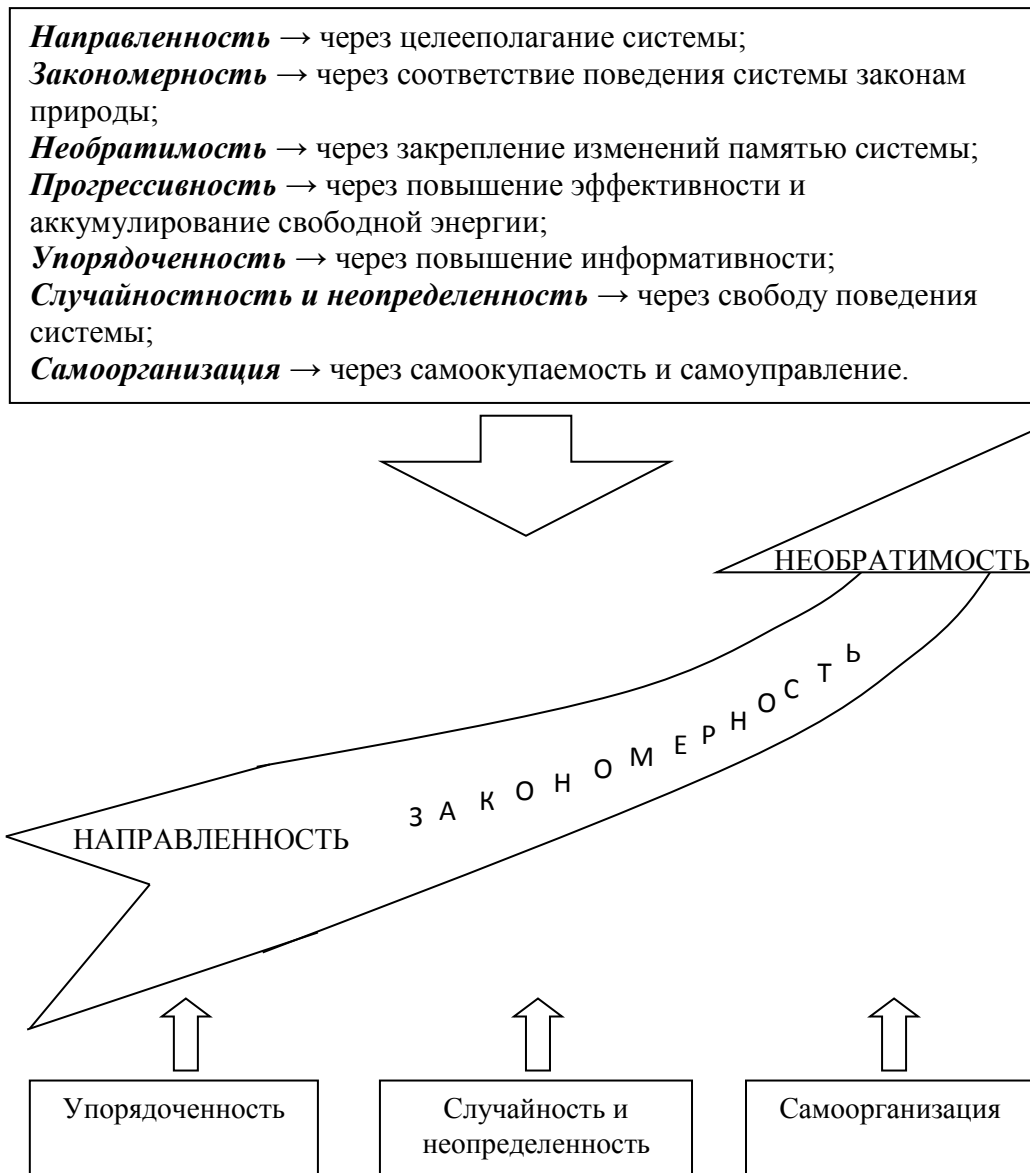 Направленность → через целееполагание системы;
Закономерность → через соответствие поведения системы законам
природы;
Необратимость → через закрепление изменений памятью системы;
Прогрессивность → через повышение эффективности и
аккумулирование свободной энергии;
Упорядоченность → через повышение информативности;
Случайностность и неопределенность → через свободу поведения
системы;
Самоорганизация → через самоокупаемость и самоуправление.
НЕОБРАТИМОСТЬ
ЗАКОНОМЕРНОСТЬ
НАПРАВЛЕННОСТЬ
Упорядоченность
Случайность и
неопределенность
Самоорганизация